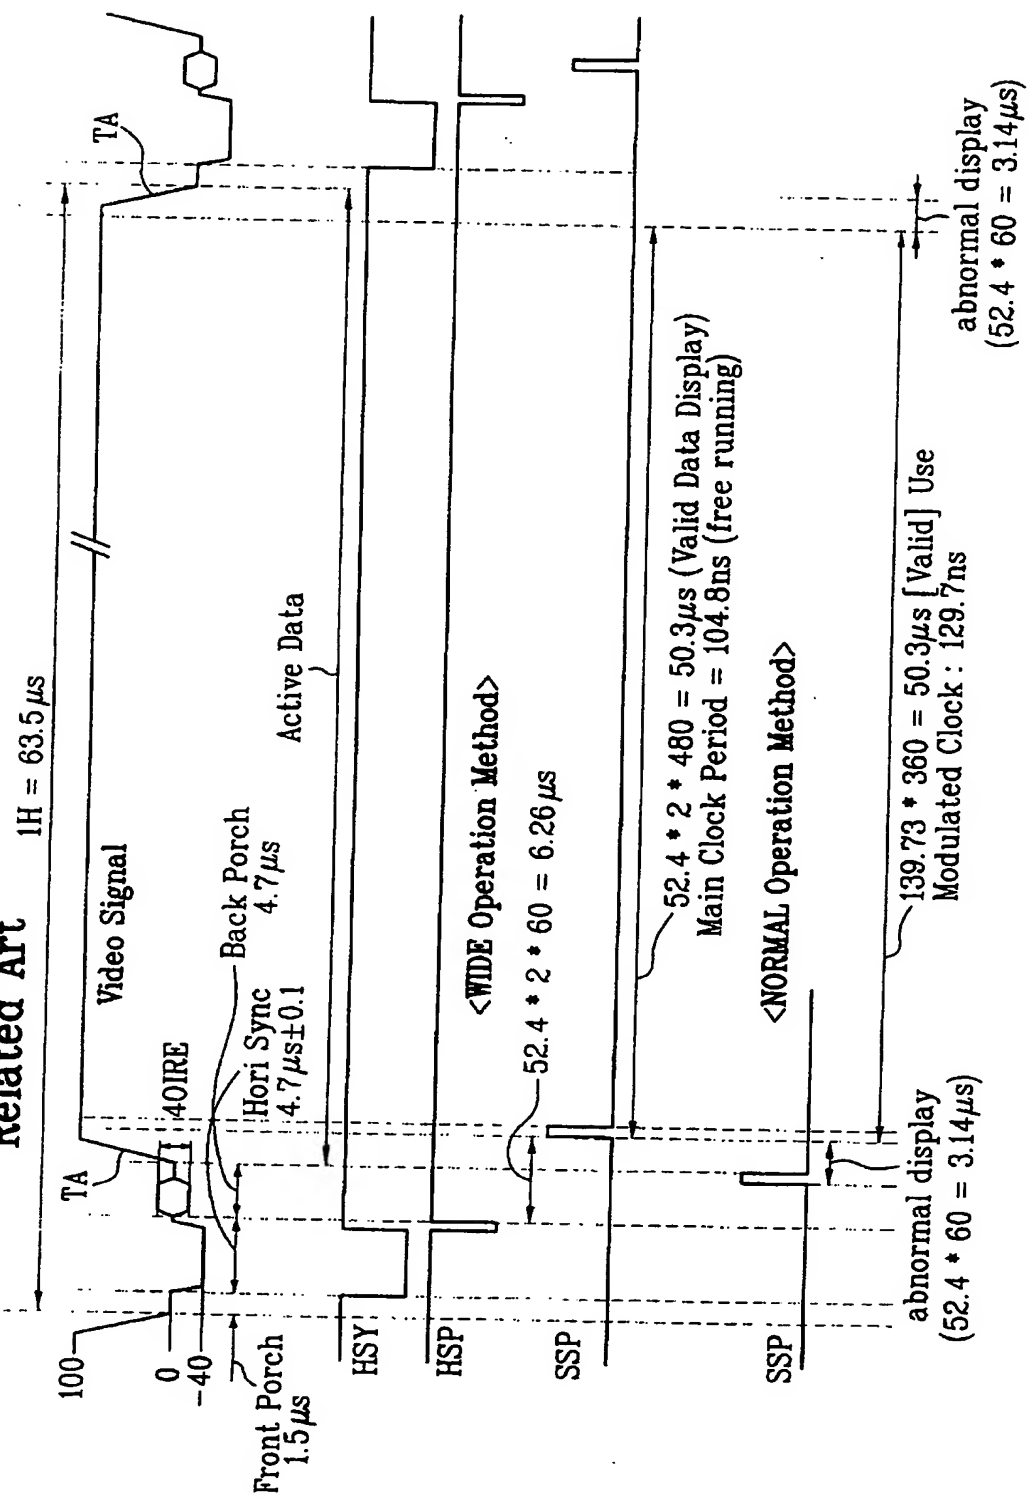 Related Art
1H = 63.5μs
Video Signal
TA
TA
100
0
-40
40IRE
Hori Sync
4.7μs±0.1
Back Porch
4.7μs
Front Porch
1.5μs
Active Data
HSY
HSP
<WIDE Operation Method>
52.4 * 2 * 60 = 6.26μs
SSP
52.4 * 2 * 480 = 50.3μs (Valid Data Display)
Main Clock Period = 104.8ns (free running)
<NORMAL Operation Method>
SSP
139.73 * 360 = 50.3μs [Valid] Use
Modulated Clock : 129.7ns
abnormal display
(52.4 * 60 = 3.14μs)
abnormal display
(52.4 * 60 = 3.14μs)